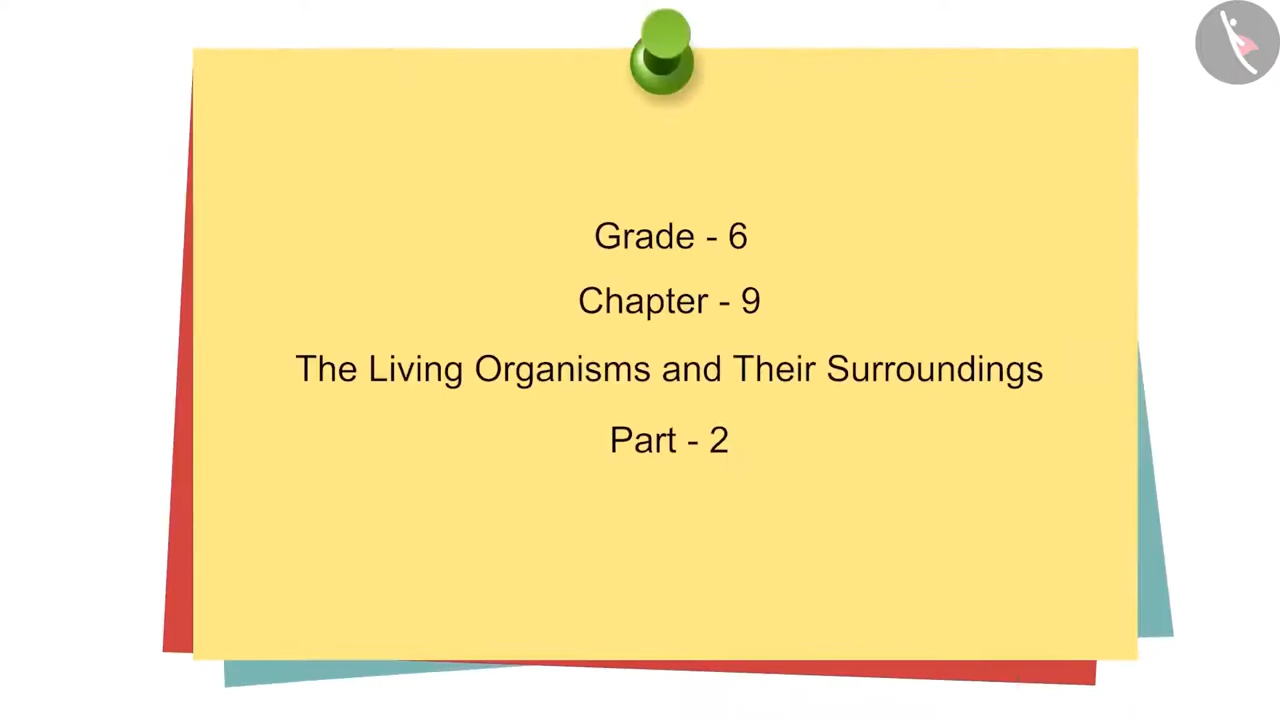 Grade - 6
Chapter - 9
The Living Organisms and Their Surroundings
Part - 2